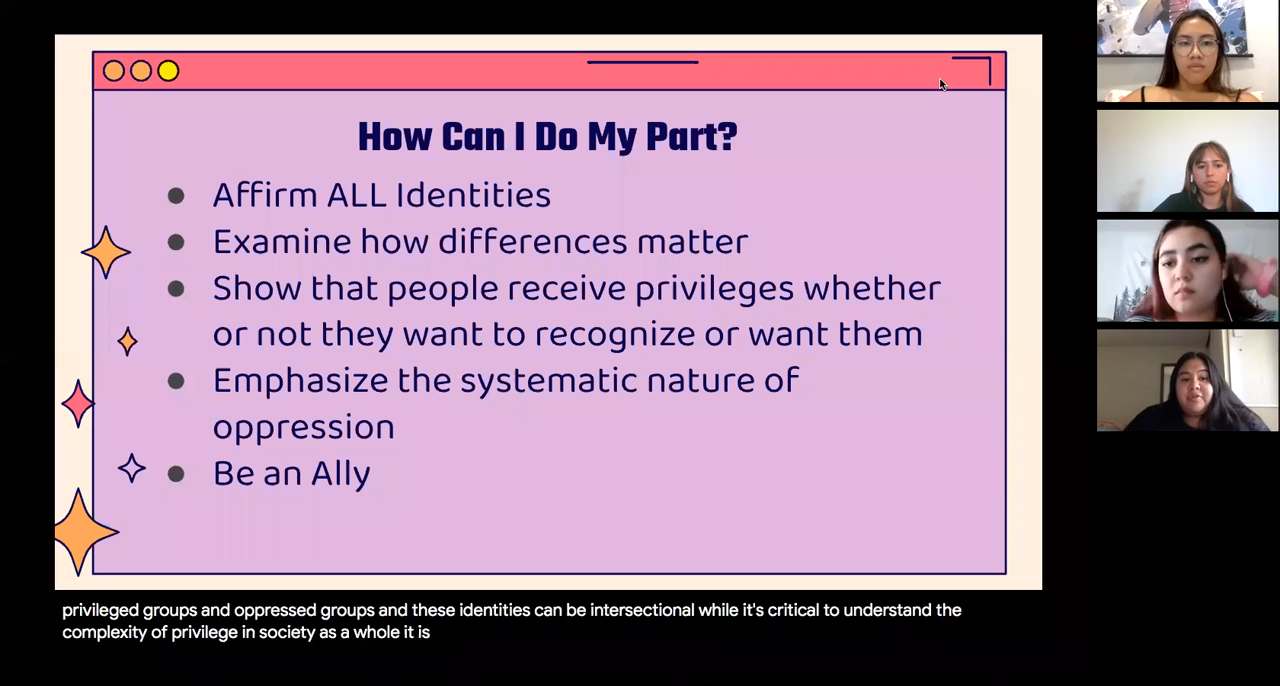 How Can I Do My Part?
Affirm ALL Identities
Examine how differences matter
Show that people receive privileges whether
or not they want to recognize or want them
Emphasize the systematic nature of
oppression
Be an Ally
privileged groups and oppressed groups and these identities can be intersectional while it's critical to understand the
complexity of privilege in society as a whole it is